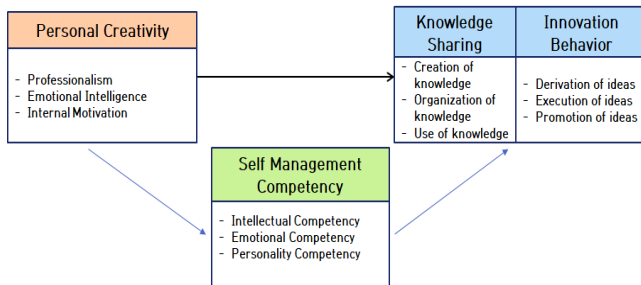 Personal Creativity
- Professionalism
- Emotional Intelligence
- Internal Motivation
Knowledge
Sharing
- Creation of
knowledge
- Organization of
knowledge
- Use of knowledge
Innovation
Behavior
- Derivation of ideas
- Execution of ideas
- Promotion of ideas
Self Management
Competency
- Intellectual Competency
- Emotional Competency
- Personality Competency